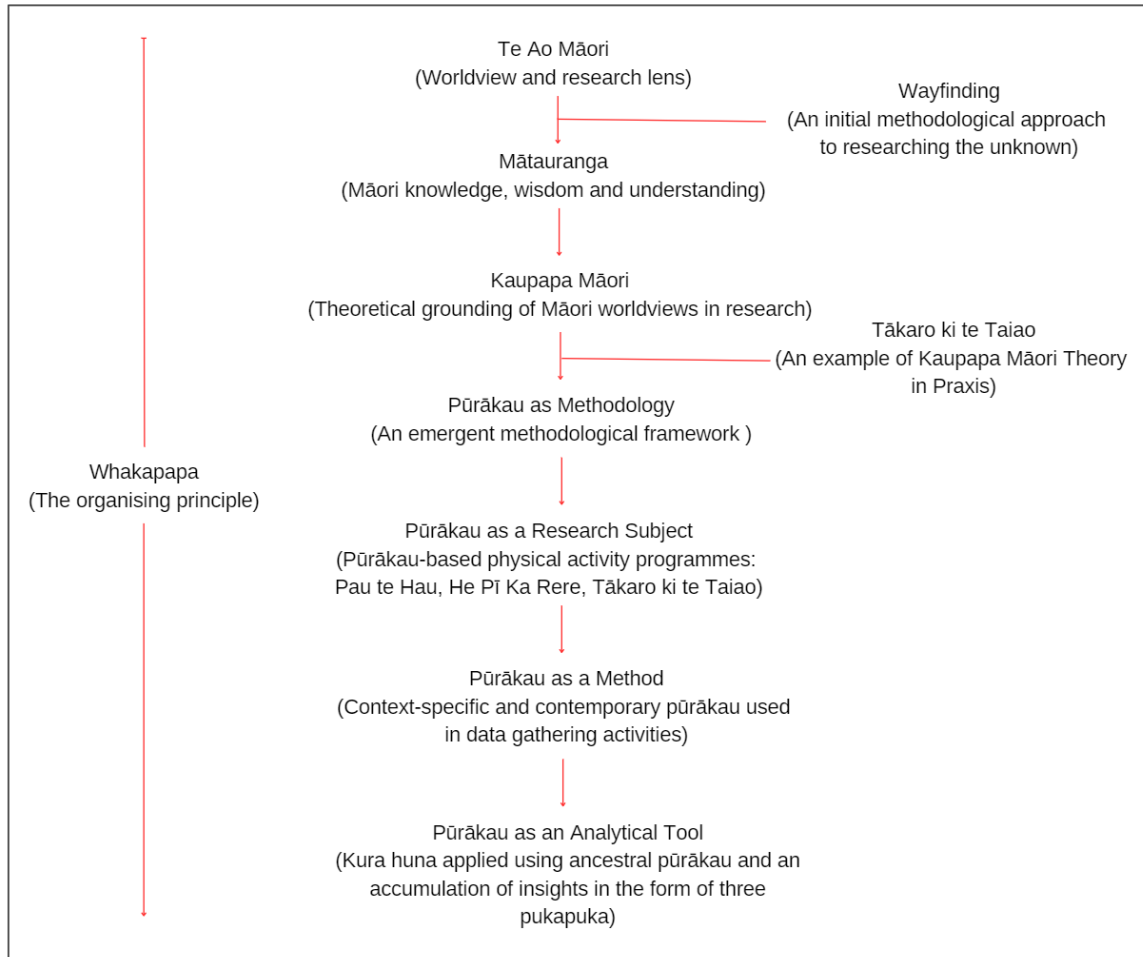 Te Ao Māori
(Worldview and research lens)
Wayfinding
(An initial methodological approach
to researching the unknown)
Mātauranga
(Māori knowledge, wisdom and understanding)
Kaupapa Māori
(Theoretical grounding of Māori worldviews in research)
Tākaro ki te Taiao
(An example of Kaupapa Māori Theory
in Praxis)
Pūrākau as Methodology
(An emergent methodological framework )
Whakapapa
(The organising principle)
Pūrākau as a Research Subject
(Pūrākau-based physical activity programmes:
Pau te Hau, He Pī Ka Rere, Tākaro ki te Taiao)
Pūrākau as a Method
(Context-specific and contemporary pūrākau used
in data gathering activities)
Pūrākau as an Analytical Tool
(Kura huna applied using ancestral pūrākau and an
accumulation of insights in the form of three
pukapuka)